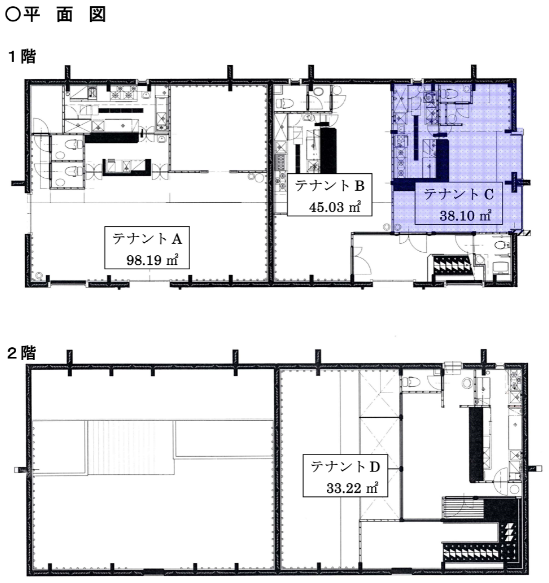 ○平面図
1階
テナントA
98.19 ㎡
テナントB
45.03 ㎡
テナントC
38.10 ㎡
2階
テナントD
33.22 ㎡